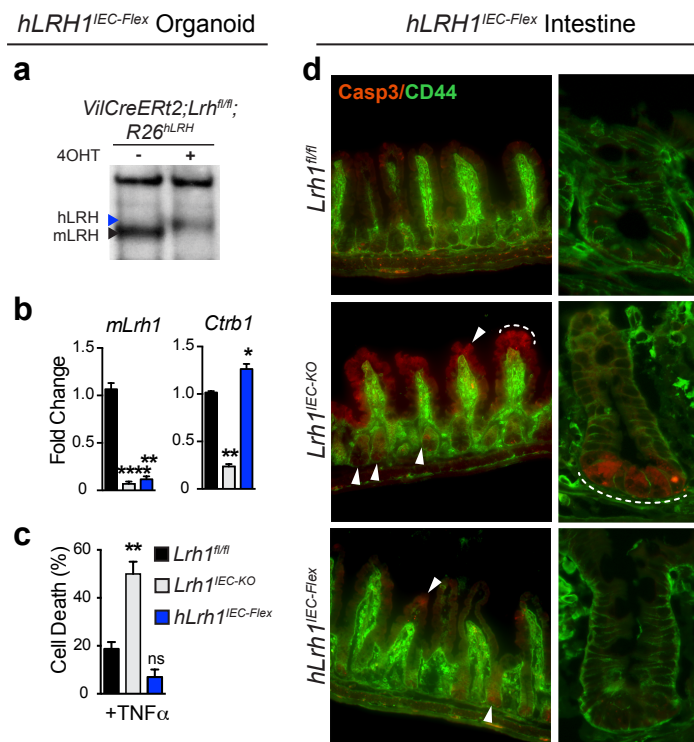 hLRH1IEC-Flex Organoid
hLRH1IEC-Flex Intestine
a
VilCreERt2;Lrhfl/fl;
R26hLRH
4OHT - +
hLRH
mLRH
b
mLrh1
Ctrb1
Fold Change
1.5
1.0
0.5
0
****
**
1.5
1.0
0.5
0
**
*
c
Cell Death (%)
60
40
20
0
**
ns
+TNFα
Lrh1fl/fl
Lrh1IEC-KO
hLrh1IEC-Flex
d
Casp3/CD44
Lrh1fl/fl
Lrh1IEC-KO
hLrh1IEC-Flex